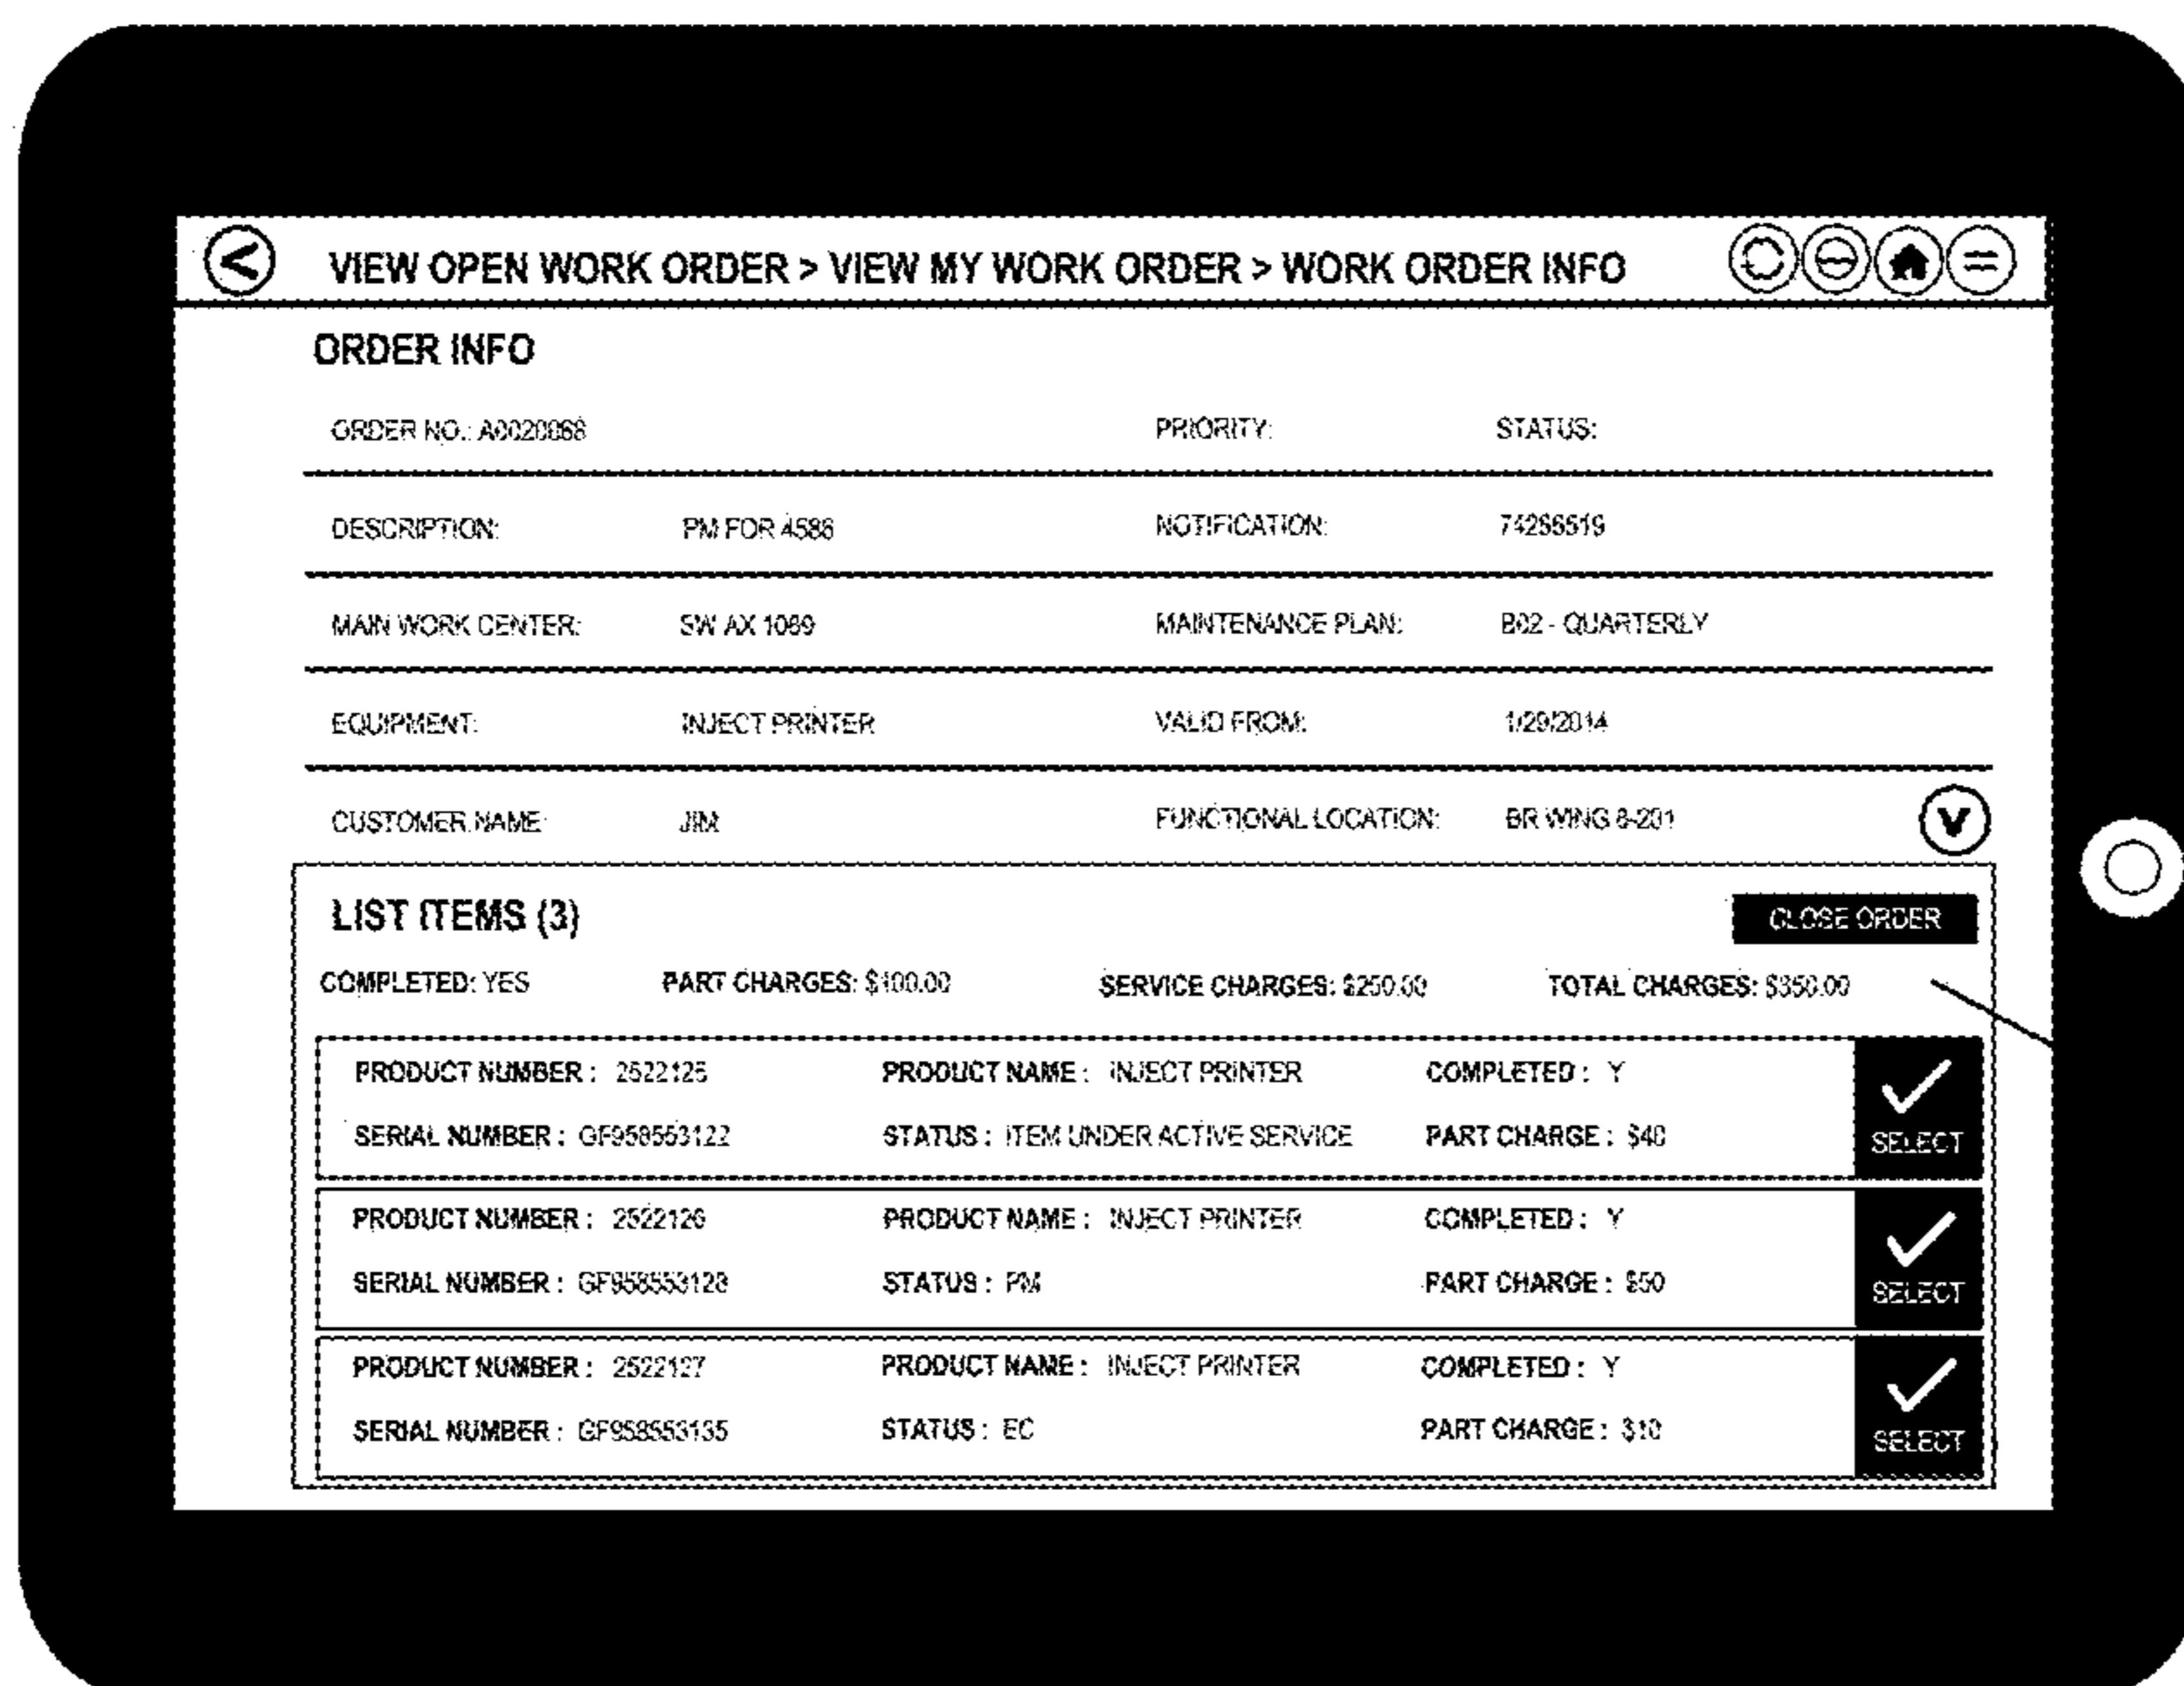 VIEW OPEN WORK ORDER > VIEW MY WORK ORDER > WORK ORDER INFO
ORDER INFO
ORDER NO.: A0020068 PRIORITY: STATUS:
DESCRIPTION: PM FOR 4586 NOTIFICATION: 74286519
MAIN WORK CENTER: SW AX 1089 MAINTENANCE PLAN: B02 - QUARTERLY
EQUIPMENT: INJECT PRINTER VALID FROM: 1/29/2014
CUSTOMER NAME: JIM FUNCTIONAL LOCATION: BR WING 8-201
V
LIST ITEMS (3) CLOSE ORDER
COMPLETED: YES PART CHARGES: $100.00 SERVICE CHARGES: $250.00 TOTAL CHARGES: $350.00
PRODUCT NUMBER : 2522125 PRODUCT NAME : INJECT PRINTER COMPLETED : Y
SERIAL NUMBER : GF958553122 STATUS : ITEM UNDER ACTIVE SERVICE PART CHARGE : $40 SELECT
PRODUCT NUMBER : 2522126 PRODUCT NAME : INJECT PRINTER COMPLETED : Y
SERIAL NUMBER : GF958553128 STATUS : PM PART CHARGE : $50 SELECT
PRODUCT NUMBER : 2522127 PRODUCT NAME : INJECT PRINTER COMPLETED : Y
SERIAL NUMBER : GF958553135 STATUS : EC PART CHARGE : $10 SELECT